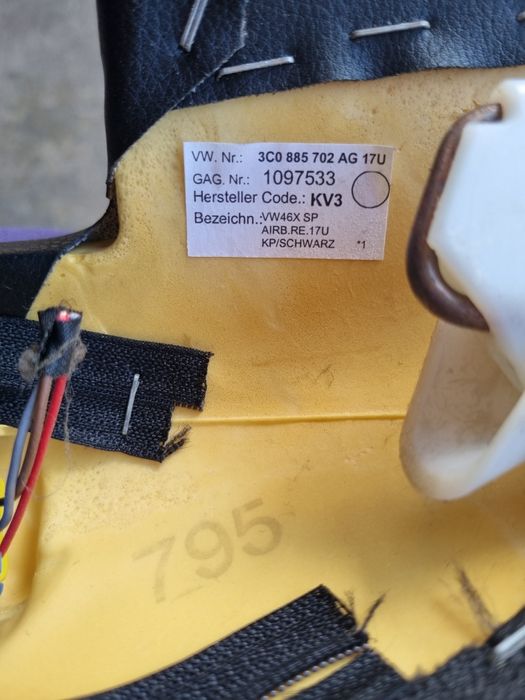 VW. Nr.: 3C0 885 702 AG 17U
GAG. Nr.: 1097533
Hersteller Code.: KV3
Bezeichn.: VW46X SP
AIRB.RE.17U
KP/SCHWARZ *1
795